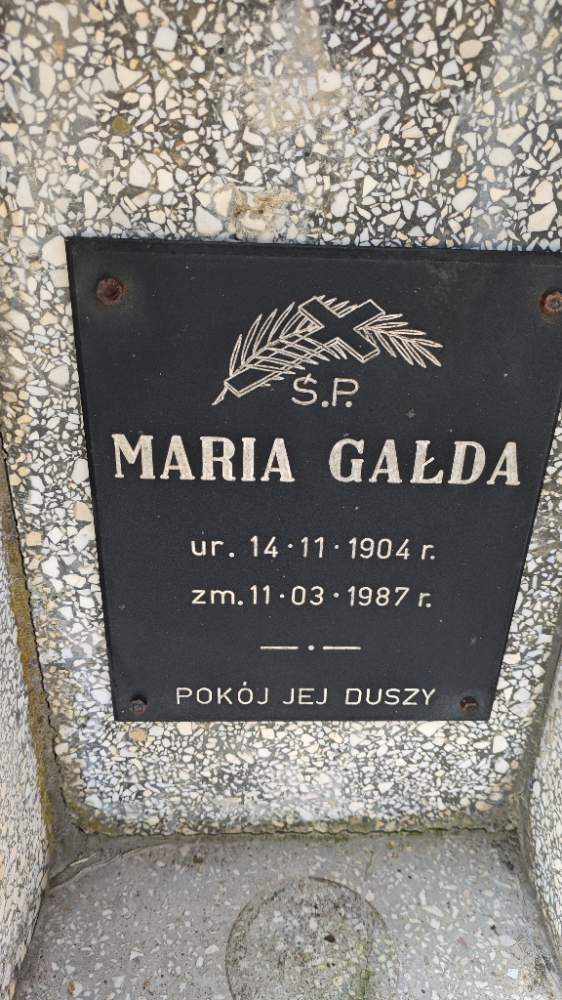 Ś.P.
MARIA GAŁDA
ur. 14·11·1904 r.
zm. 11·03·1987 r.
POKÓJ JEJ DUSZY